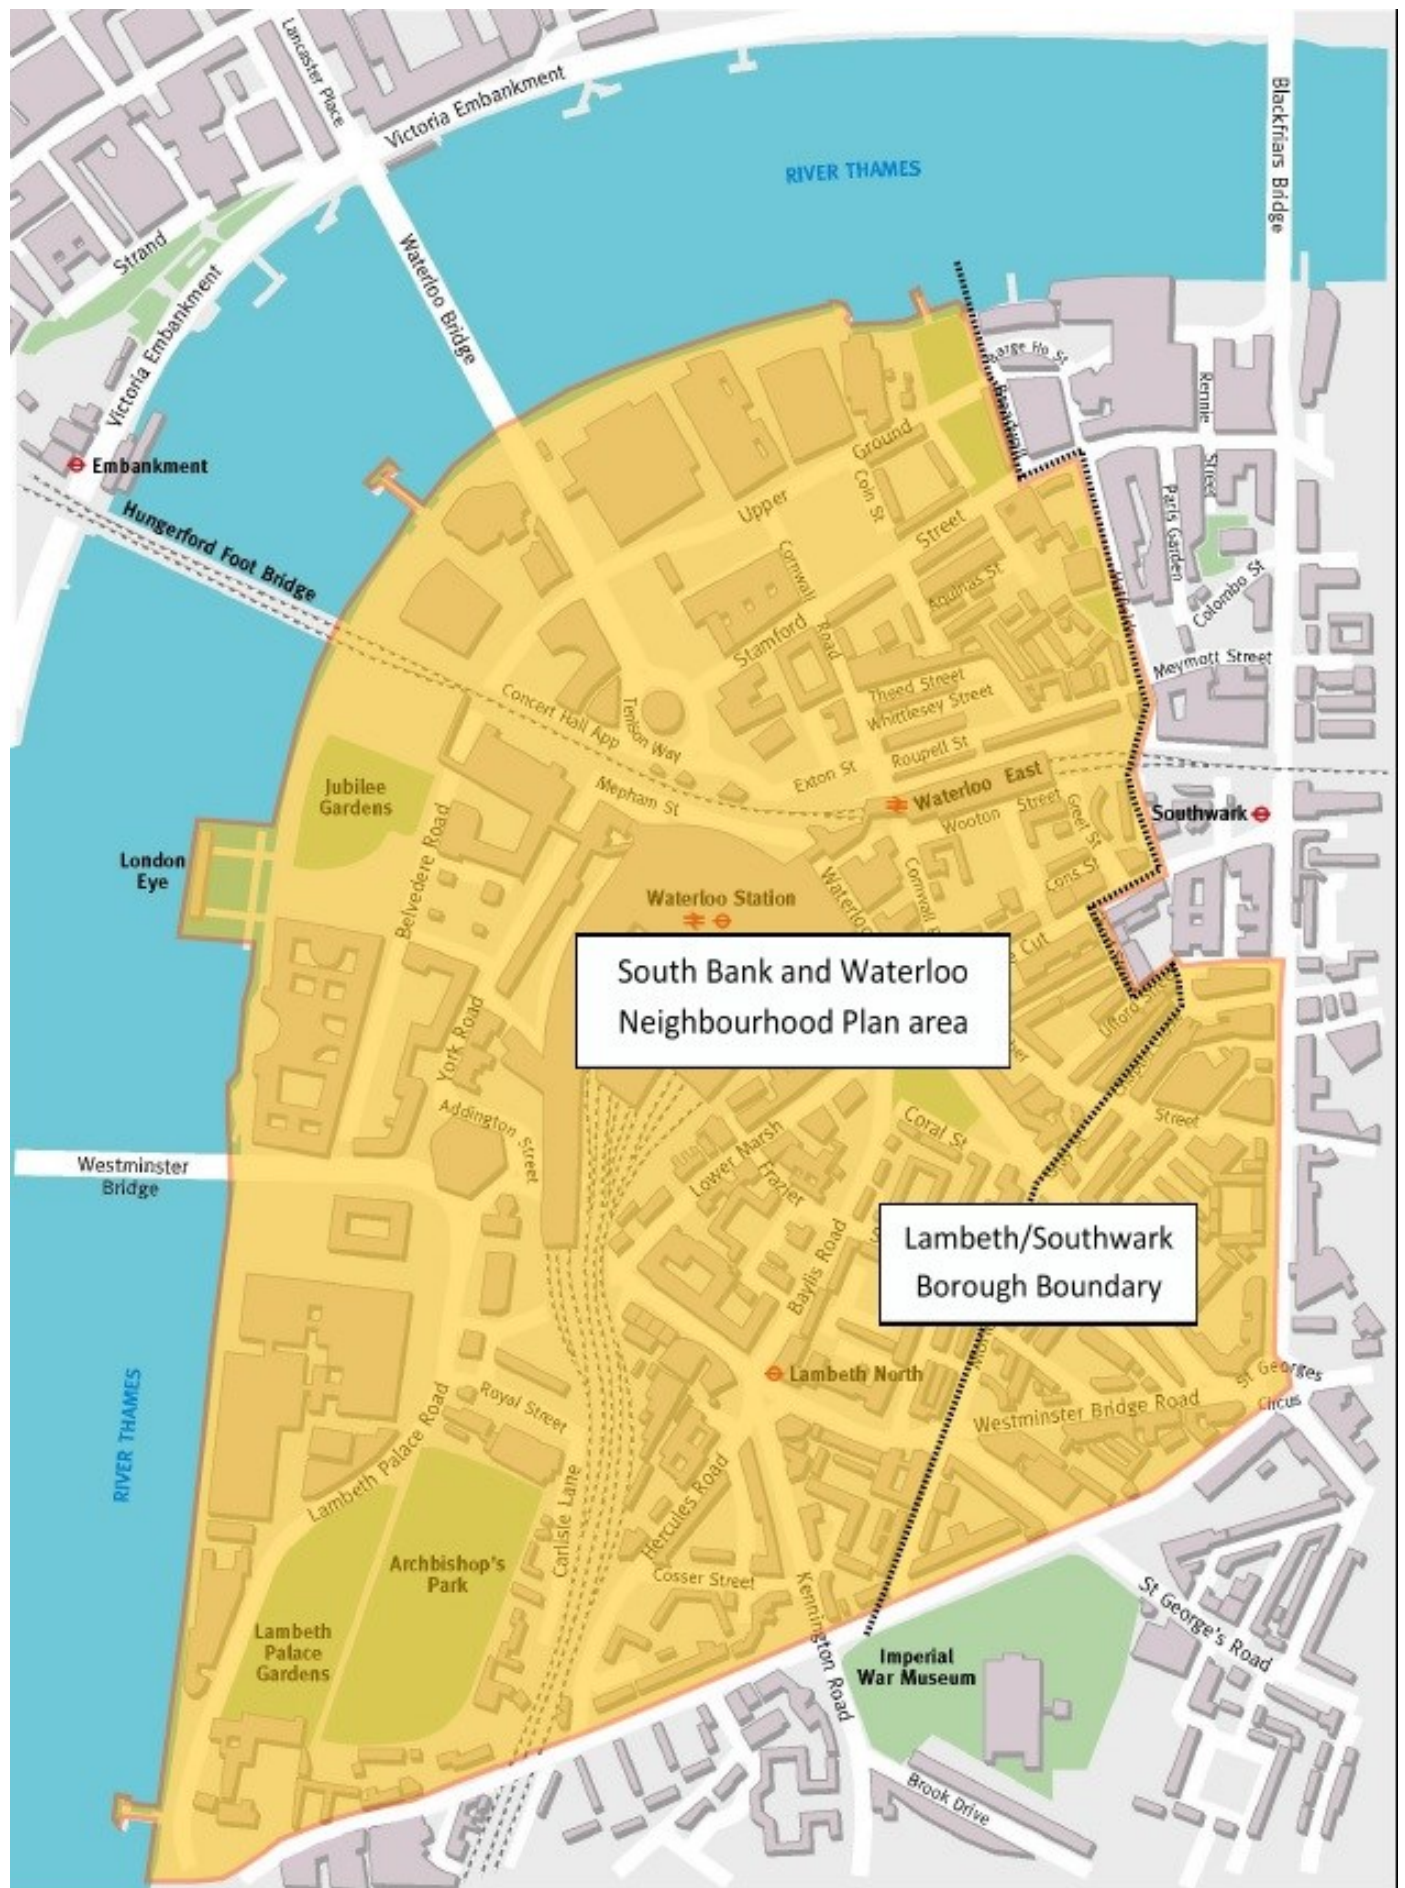 Lancaster Place
Victoria Embankment
Blackfriars Bridge
RIVER THAMES
Strand
Victoria Embankment
Waterloo Bridge
Barge Ho St
Broadwall
Rennie
Street
Embankment
Hungerford Foot Bridge
Ground
Upper
Coin St
Street
Paris Garden
Colombo St
Cornwall
Road
Aquinas St
Stamford
Hatfields
Meymott Street
Theed Street
Whittlesey Street
Concert Hall App
Tenison Way
Roupell St
Exton St
Mepham St
Jubilee
Gardens
Waterloo East
Wooton Street
Greet St
Southwark
London
Eye
Belvedere Road
Cons St
Waterloo
Cornwall
Waterloo Station
Cut
South Bank and Waterloo
Neighbourhood Plan area
York Road
Ufford Street
Addington Street
Coral St
Street
Lower Marsh
Frazier
Westminster
Bridge
Baylis Road
Lambeth/Southwark
Borough Boundary
Lambeth North
St Georges
Circus
Westminster Bridge Road
Royal Street
Lambeth Palace Road
RIVER THAMES
Carlisle Lane
Hercules Road
Archbishop's
Park
Cosser Street
Kennington Road
St George's Road
Lambeth
Palace
Gardens
Imperial
War Museum
Brook Drive